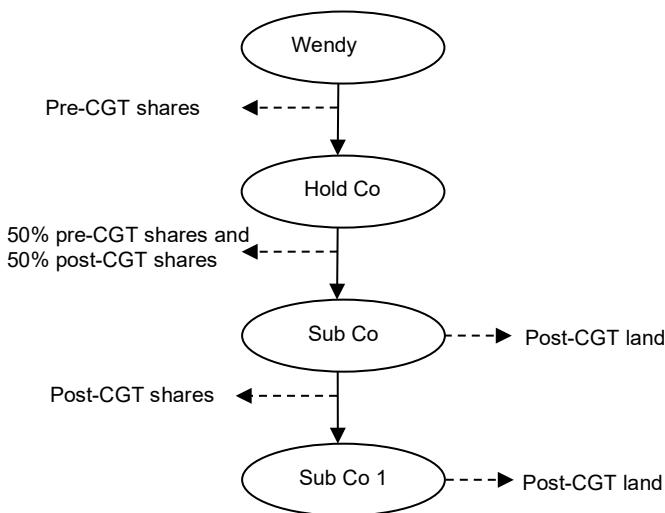 Wendy
Pre-CGT shares
Hold Co
50% pre-CGT shares and
50% post-CGT shares
Sub Co
Post-CGT land
Post-CGT shares
Sub Co 1
Post-CGT land